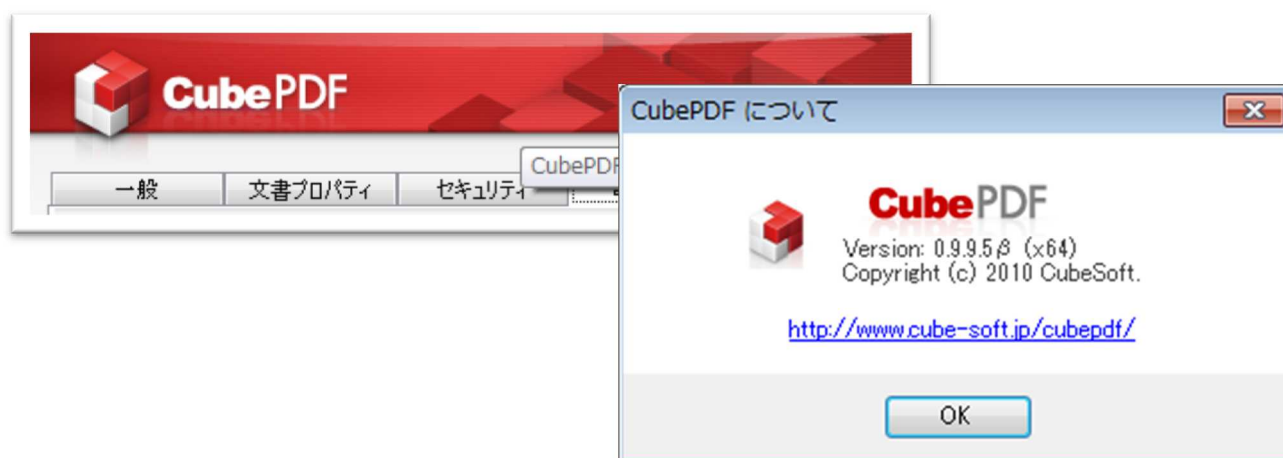 CubePDF
CubePDF
一般 文書プロパティ セキュリティ
CubePDF について
CubePDF
Version: 0.9.9.5β (x64)
Copyright (c) 2010 CubeSoft.
http://www.cube-soft.jp/cubepdf/
OK